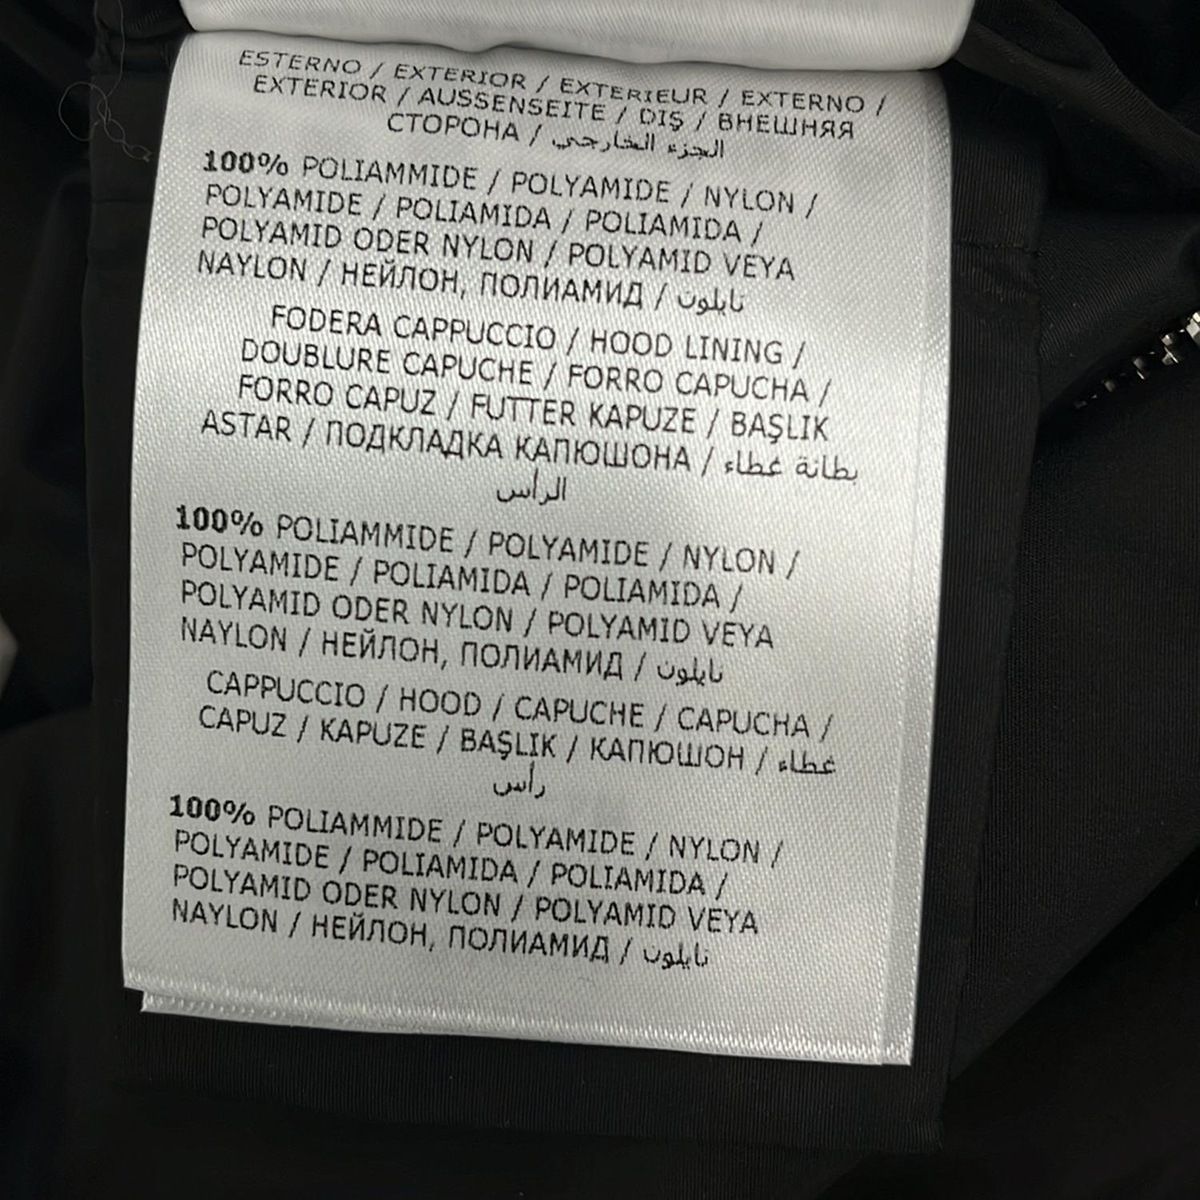 ESTERNO / EXTERIOR / EXTERIEUR / EXTERNO /
EXTERIOR / AUSSENSEITE / DIŞ / ВНЕШНЯЯ
СТОРОНА / الجزء الخارجي
100% POLIAMMIDE / POLYAMIDE / NYLON /
POLYAMIDE / POLIAMIDA / POLIAMIDA /
POLYAMID ODER NYLON / POLYAMID VEYA
NAYLON / НЕЙЛОН, ПОЛИАМИД / نايلون
FODERA CAPPUCCIO / HOOD LINING /
DOUBLURE CAPUCHE / FORRO CAPUCHA /
FORRO CAPUZ / FUTTER KAPUZE / BAŞLIK
ASTAR / ПОДКЛАДКА КАПЮШОНА / بطانة غطاء
الرأس
100% POLIAMMIDE / POLYAMIDE / NYLON /
POLYAMIDE / POLIAMIDA / POLIAMIDA /
POLYAMID ODER NYLON / POLYAMID VEYA
NAYLON / НЕЙЛОН, ПОЛИАМИД / نايلون
CAPPUCCIO / HOOD / CAPUCHE / CAPUCHA /
CAPUZ / KAPUZE / BAŞLIK / КАПЮШОН / غطاء
رأس
100% POLIAMMIDE / POLYAMIDE / NYLON /
POLYAMIDE / POLIAMIDA / POLIAMIDA /
POLYAMID ODER NYLON / POLYAMID VEYA
NAYLON / НЕЙЛОН, ПОЛИАМИД / نايلون